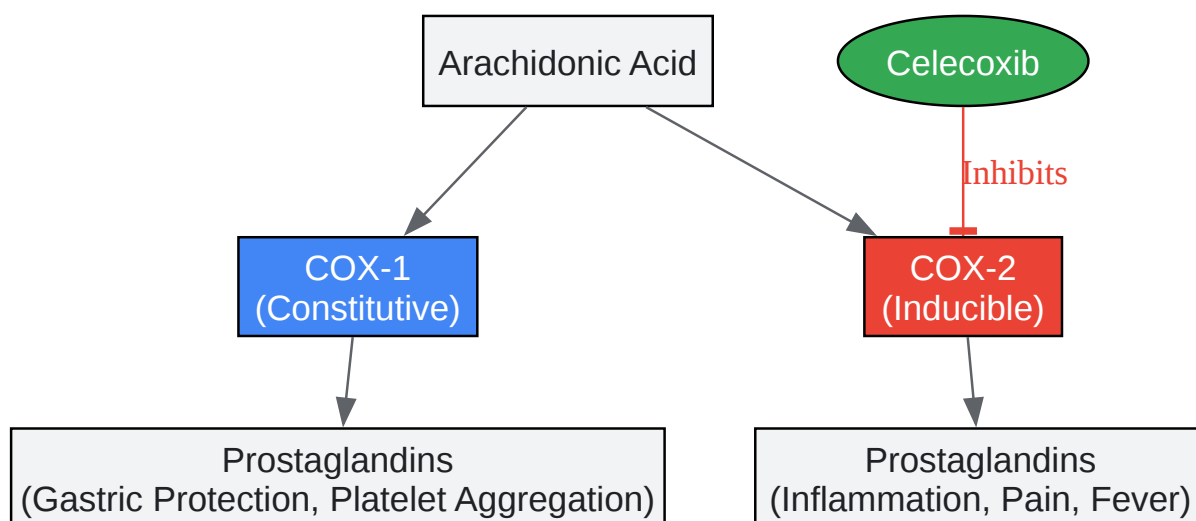 Arachidonic Acid
Celecoxib
Inhibits
COX-1
(Constitutive)
COX-2
(Inducible)
Prostaglandins
(Gastric Protection, Platelet Aggregation)
Prostaglandins
(Inflammation, Pain, Fever)